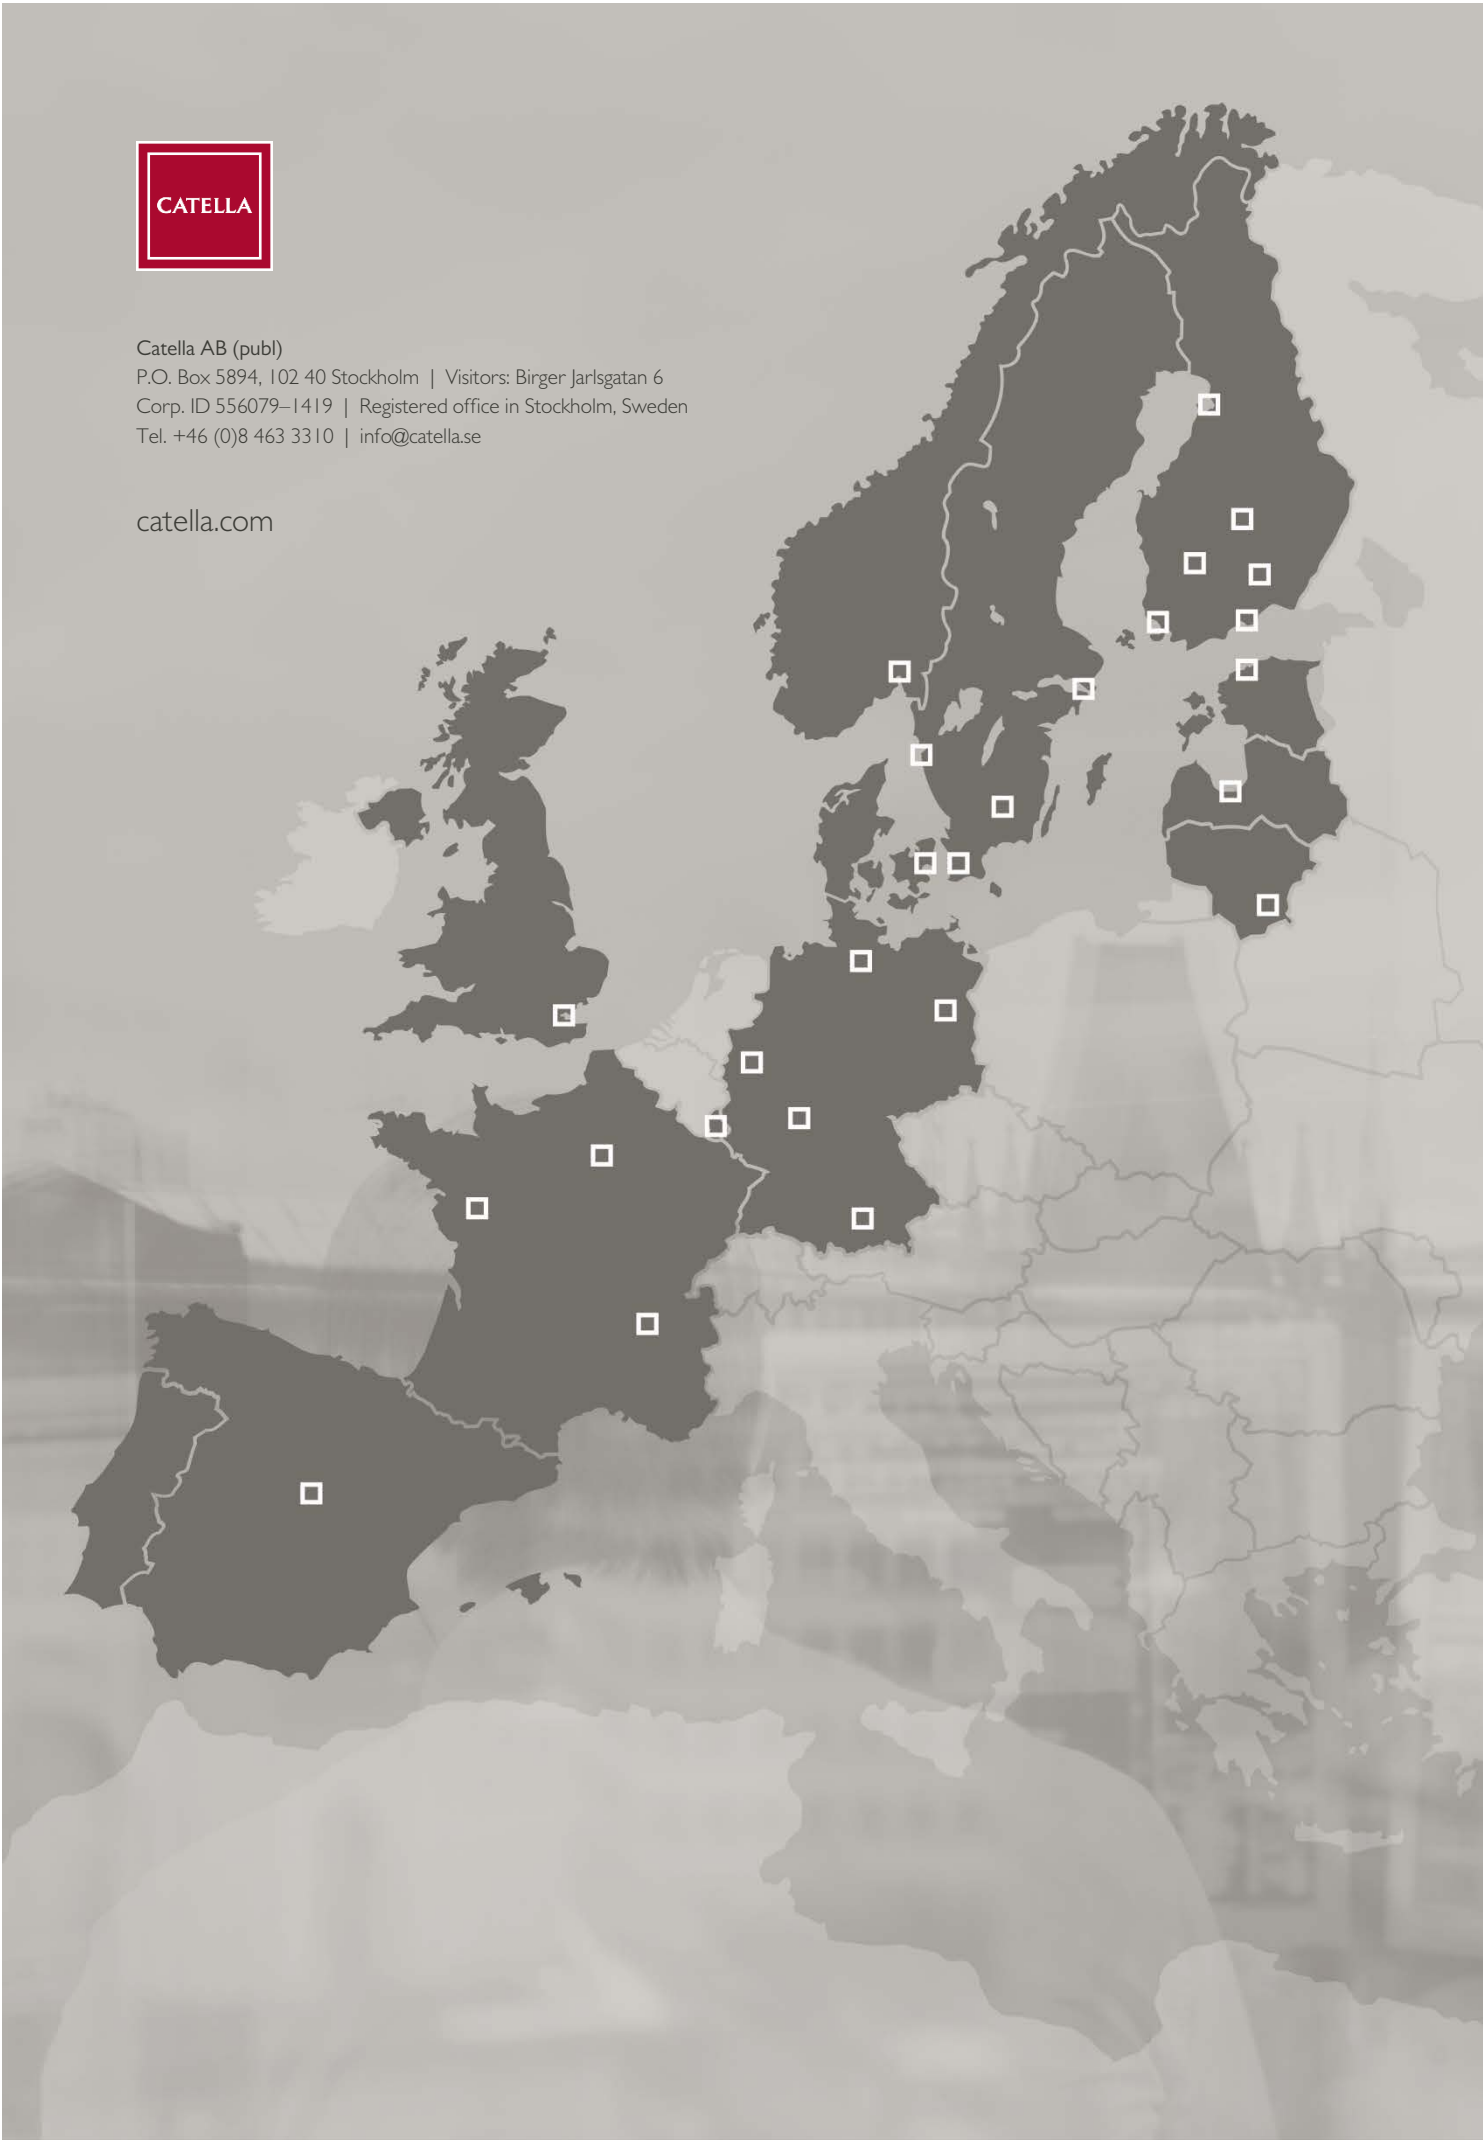 CATELLA
Catella AB (publ)
P.O. Box 5894, 102 40 Stockholm | Visitors: Birger Jarlsgatan 6
Corp. ID 556079–1419 | Registered office in Stockholm, Sweden
Tel. +46 (0)8 463 3310 | info@catella.se
catella.com